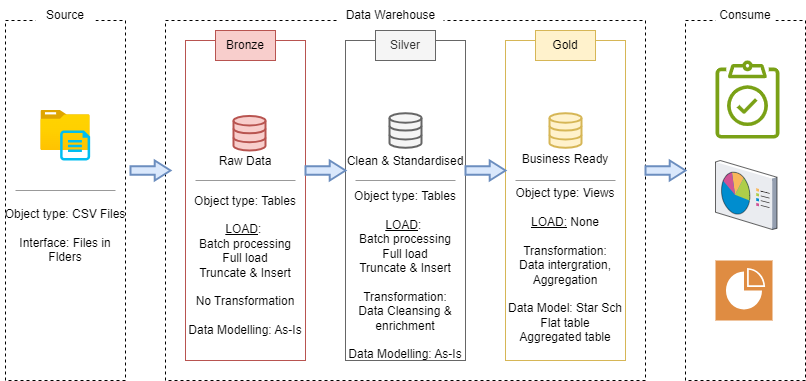 Source
Data Warehouse
Consume
Object type: CSV Files
Interface: Files in
Flders
Bronze
Raw Data
Object type: Tables
LOAD:
Batch processing
Full load
Truncate & Insert
No Transformation
Data Modelling: As-Is
Silver
Clean & Standardised
Object type: Tables
LOAD:
Batch processing
Full load
Truncate & Insert
Transformation:
Data Cleansing &
enrichment
Data Modelling: As-Is
Gold
Business Ready
Object type: Views
LOAD: None
Transformation:
Data intergration,
Aggregation
Data Model: Star Sch
Flat table
Aggregated table